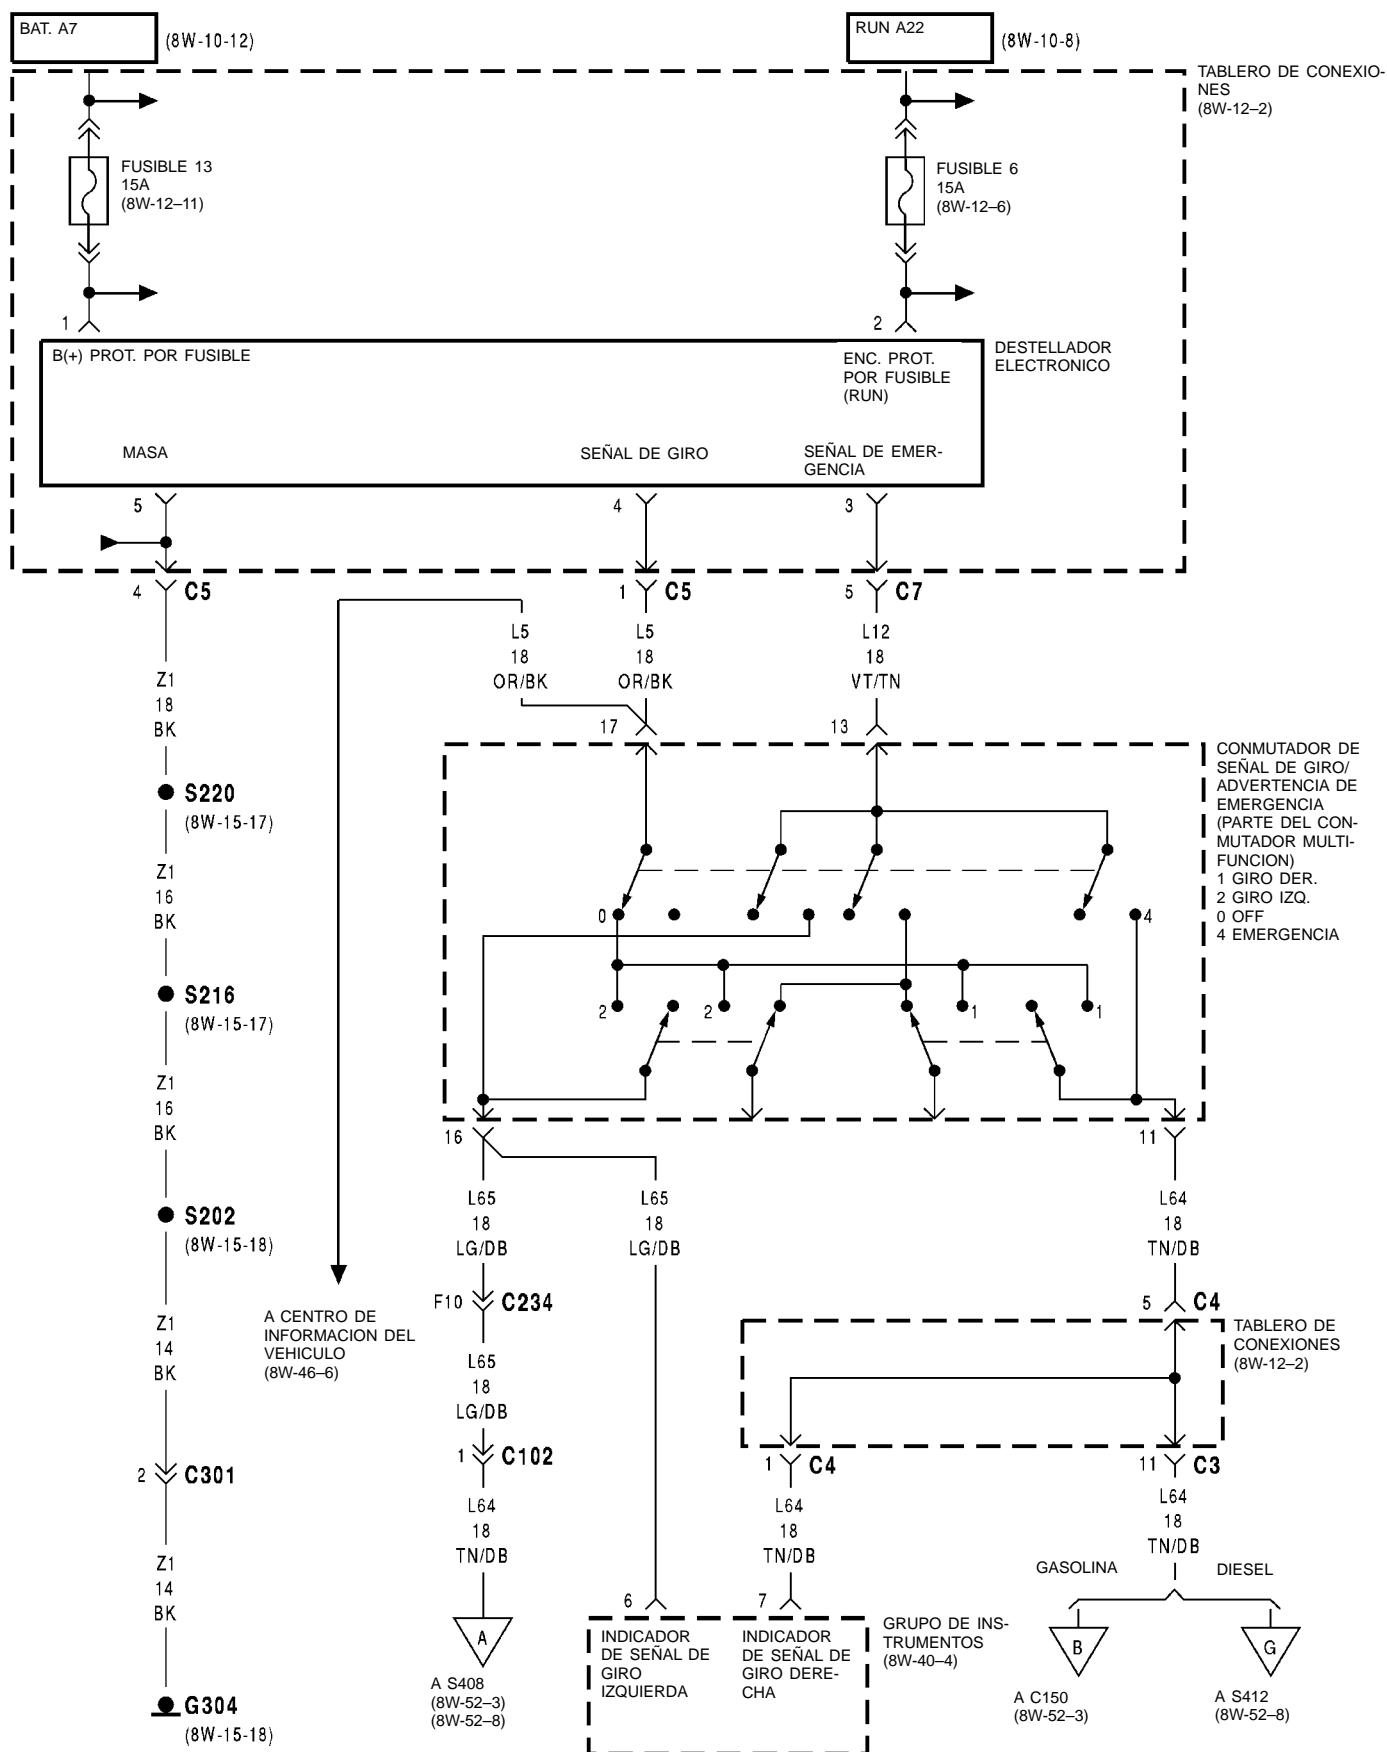 BAT. A7
(8W-10-12)
RUN A22
(8W-10-8)
TABLERO DE CONEXIO-
NES
(8W-12–2)
FUSIBLE 13
15A
(8W-12–11)
FUSIBLE 6
15A
(8W-12–6)
1
2
B(+) PROT. POR FUSIBLE
ENC. PROT.
POR FUSIBLE
(RUN)
DESTELLADOR
ELECTRONICO
MASA
SEÑAL DE GIRO
SEÑAL DE EMER-
GENCIA
5
4
3
4 C5
1 C5
5 C7
L5
18
OR/BK
L5
18
OR/BK
L12
18
VT/TN
Z1
18
BK
17
13
CONMUTADOR DE
SEÑAL DE GIRO/
ADVERTENCIA DE
EMERGENCIA
(PARTE DEL CON-
MUTADOR MULTI-
FUNCION)
1 GIRO DER.
2 GIRO IZQ.
0 OFF
4 EMERGENCIA
S220
(8W-15-17)
Z1
16
BK
0
4
S216
(8W-15-17)
2
2
1
1
Z1
16
BK
16
11
S202
(8W-15-18)
L65
18
LG/DB
L65
18
LG/DB
L64
18
TN/DB
F10 C234
5 C4
A CENTRO DE
INFORMACION DEL
VEHICULO
(8W-46–6)
TABLERO DE
CONEXIONES
(8W-12–2)
Z1
14
BK
L65
18
LG/DB
2 C301
1 C102
1 C4
11 C3
L64
18
TN/DB
L64
18
TN/DB
L64
18
TN/DB
Z1
14
BK
GASOLINA
DIESEL
6
7
A
A S408
(8W-52–3)
(8W-52–8)
INDICADOR
DE SEÑAL DE
GIRO
IZQUIERDA
INDICADOR
DE SEÑAL DE
GIRO DERE-
CHA
GRUPO DE INS-
TRUMENTOS
(8W-40–4)
B
A C150
(8W-52–3)
G
A S412
(8W-52–8)
G304
(8W-15-18)